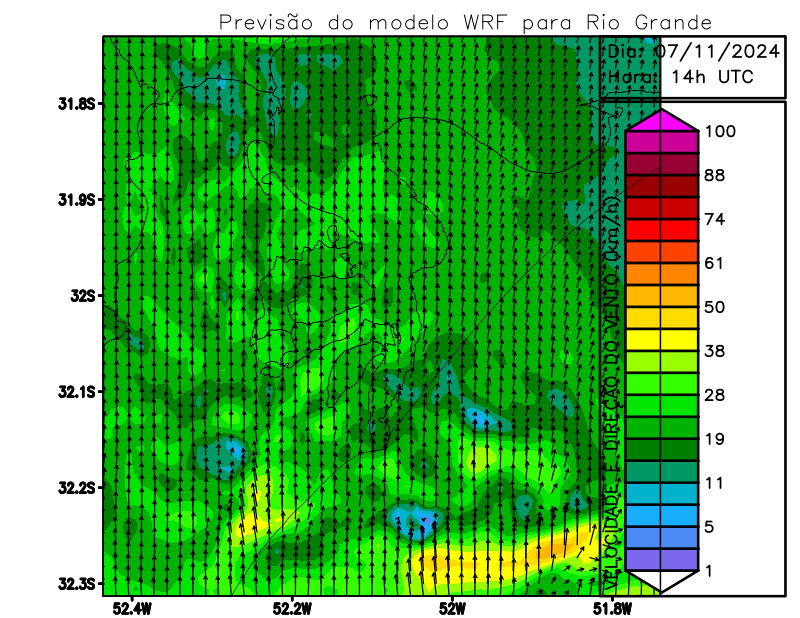 Previsão do modelo WRF para Rio Grande
Dia: 07/11/2024
Hora: 14h UTC
31.8S
31.9S
32S
32.1S
32.2S
32.3S
52.4W
52.2W
52W
51.8W
VELOCIDADE E DIREÇÃO DO VENTO (km/h)
100
88
74
61
50
38
28
19
11
5
1